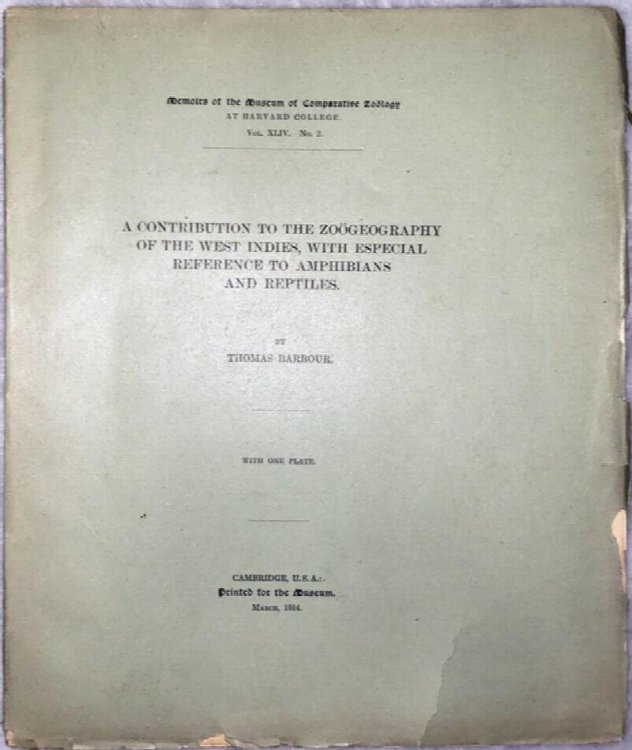 Memoirs of the Museum of Comparative Zoölogy
AT HARVARD COLLEGE.
VOL. XLIV. No. 2.
A CONTRIBUTION TO THE ZOÖGEOGRAPHY
OF THE WEST INDIES, WITH ESPECIAL
REFERENCE TO AMPHIBIANS
AND REPTILES.
BY
THOMAS BARBOUR.
WITH ONE PLATE.
CAMBRIDGE, U.S.A.:
Printed for the Museum.
MARCH, 1914.